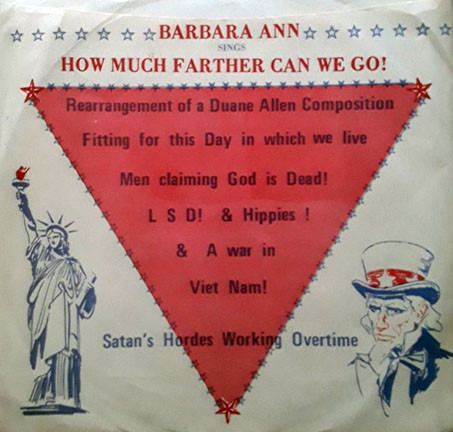 BARBARA ANN
SINGS
HOW MUCH FARTHER CAN WE GO!
Rearrangement of a Duane Allen Composition
Fitting for this Day in which we live
Men claiming God is Dead!
L S D! & Hippies !
& A war in
Viet Nam!
Satan's Hordes Working Overtime